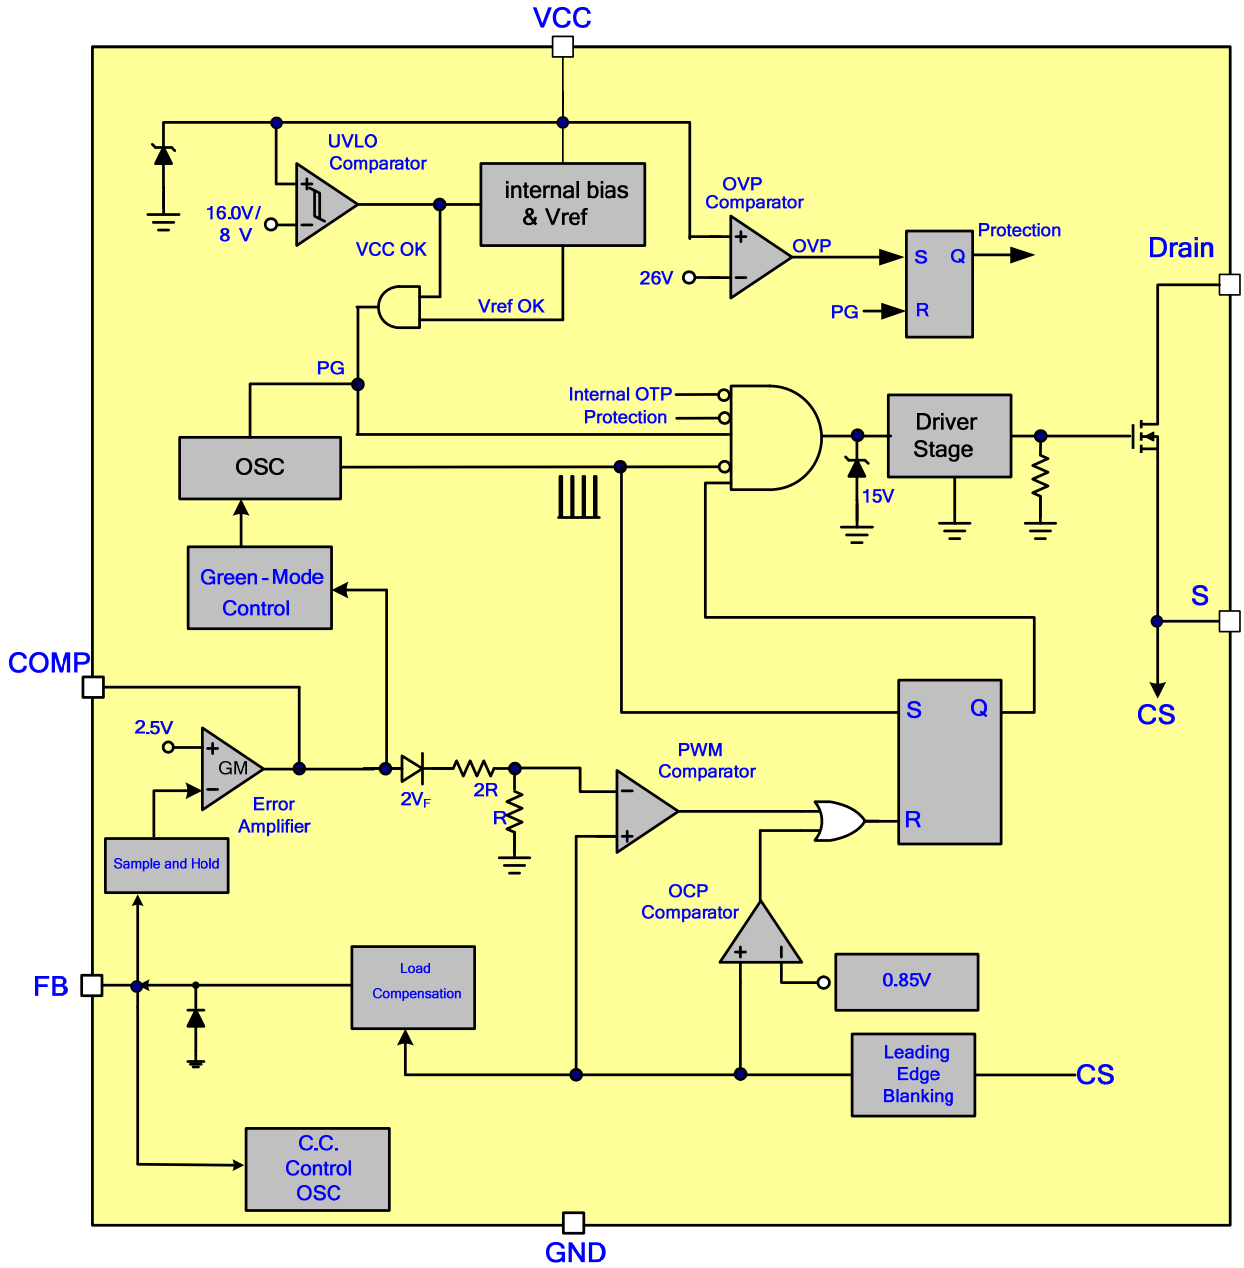 VCC
UVLO
Comparator
16.0V/
8 V
+
−
VCC OK
internal bias
& Vref
Vref OK
OVP
Comparator
+
−
26V
OVP
S
Q
R
PG
Protection
Drain
PG
Internal OTP
Protection
OSC
Driver
Stage
15V
Green-Mode
Control
S
CS
COMP
2.5V
+
GM
−
Error
Amplifier
2VF
2R
R
PWM
Comparator
−
+
S
Q
R
Sample and Hold
OCP
Comparator
+
−
0.85V
FB
Load
Compensation
Leading
Edge
Blanking
CS
C.C.
Control
OSC
GND